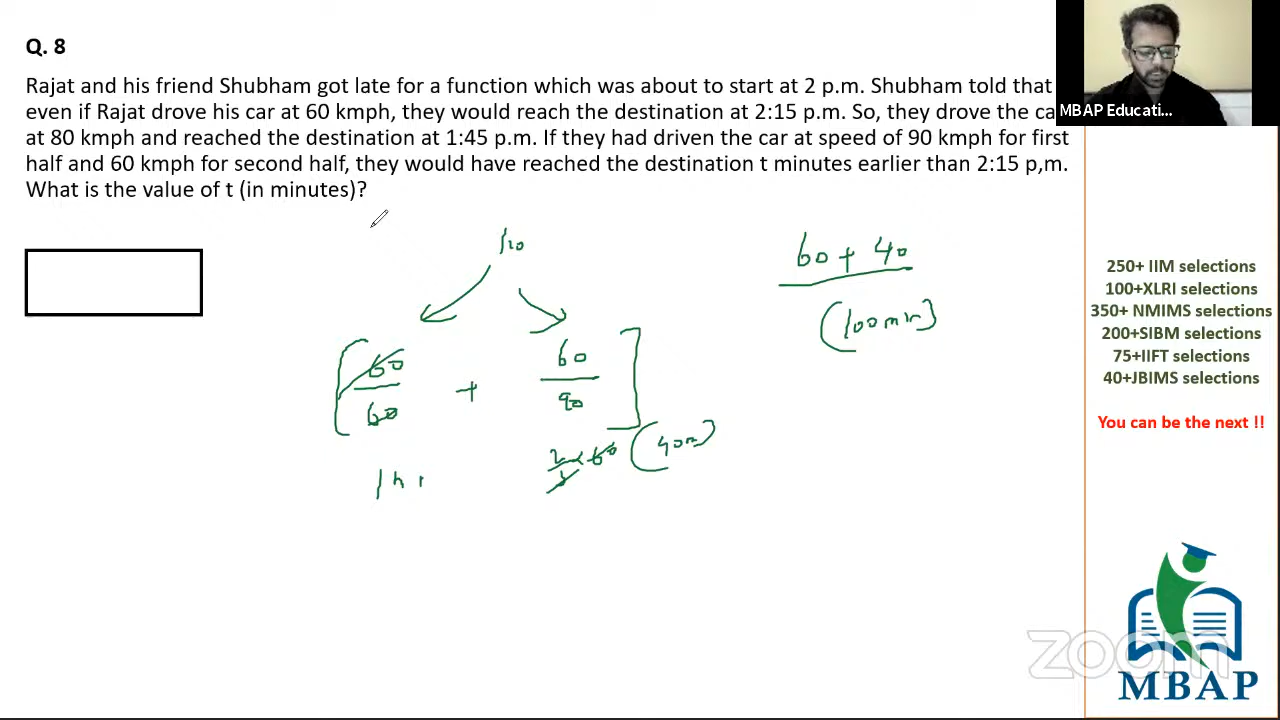 Q. 8
Rajat and his friend Shubham got late for a function which was about to start at 2 p.m. Shubham told that
even if Rajat drove his car at 60 kmph, they would reach the destination at 2:15 p.m. So, they drove the ca
at 80 kmph and reached the destination at 1:45 p.m. If they had driven the car at speed of 90 kmph for first
half and 60 kmph for second half, they would have reached the destination t minutes earlier than 2:15 p,m.
What is the value of t (in minutes)?
MBAP Educati...
120
60 + 40
(100 min)
60
60
+
60
90
1 hr
2/3 × 60 (40m)
250+ IIM selections
100+XLRI selections
350+ NMIMS selections
200+SIBM selections
75+IIFT selections
40+JBIMS selections
You can be the next !!
zoom
MBAP